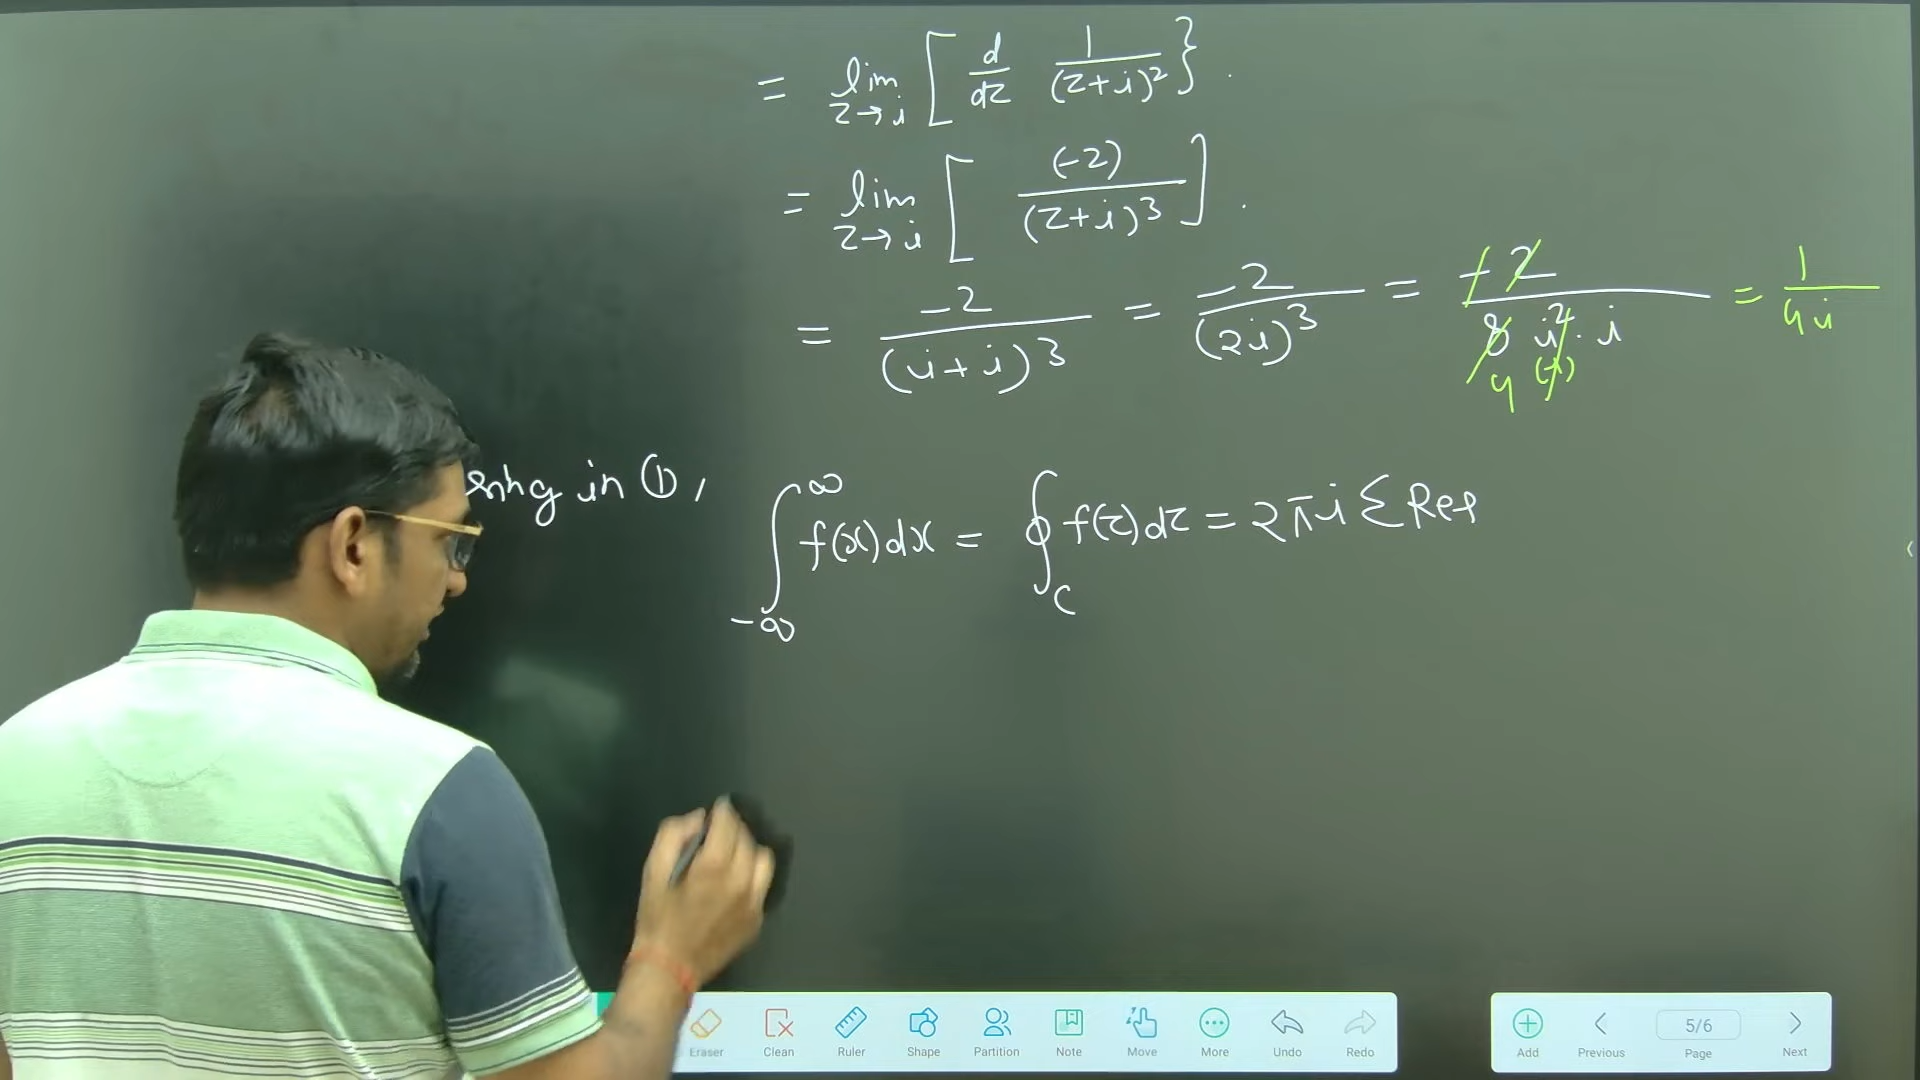 = lim z→i [ d/dz 1/(z+i)² } .
= lim z→i [ (-2)/(z+i)³ ] .
= -2/(i+i)³ = -2/(2i)³ = -2/8 i² · i = 1/4i
4 (-1)
in ①, ∫ -∞ ∞ f(x)dx = ∮ C f(z)dz = 2πi Σ Res
Eraser Clean Ruler Shape Partition Note Move More Undo Redo
Add Previous 5/6 Page Next